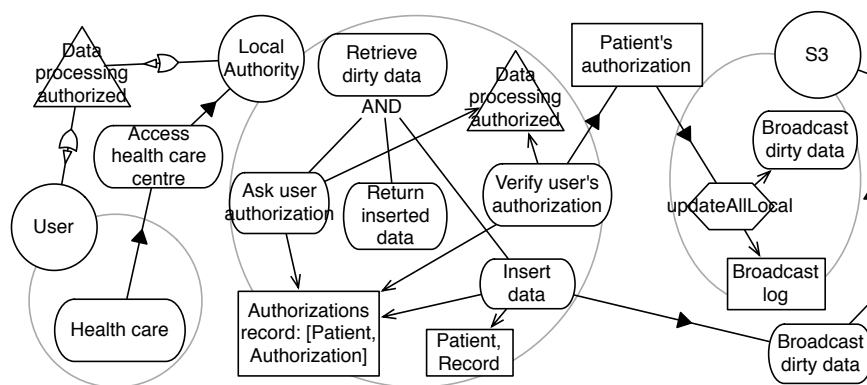 Data
processing
authorized
Local
Authority
Access
health care
centre
User
Health care
Retrieve
dirty data
AND
Data
processing
authorized
Ask user
authorization
Return
inserted
data
Verify user's
authorization
Insert
data
Authorizations
record: [Patient,
Authorization]
Patient,
Record
Patient's
authorization
S3
Broadcast
dirty data
updateAllLocal
Broadcast
log
Broadcast
dirty data